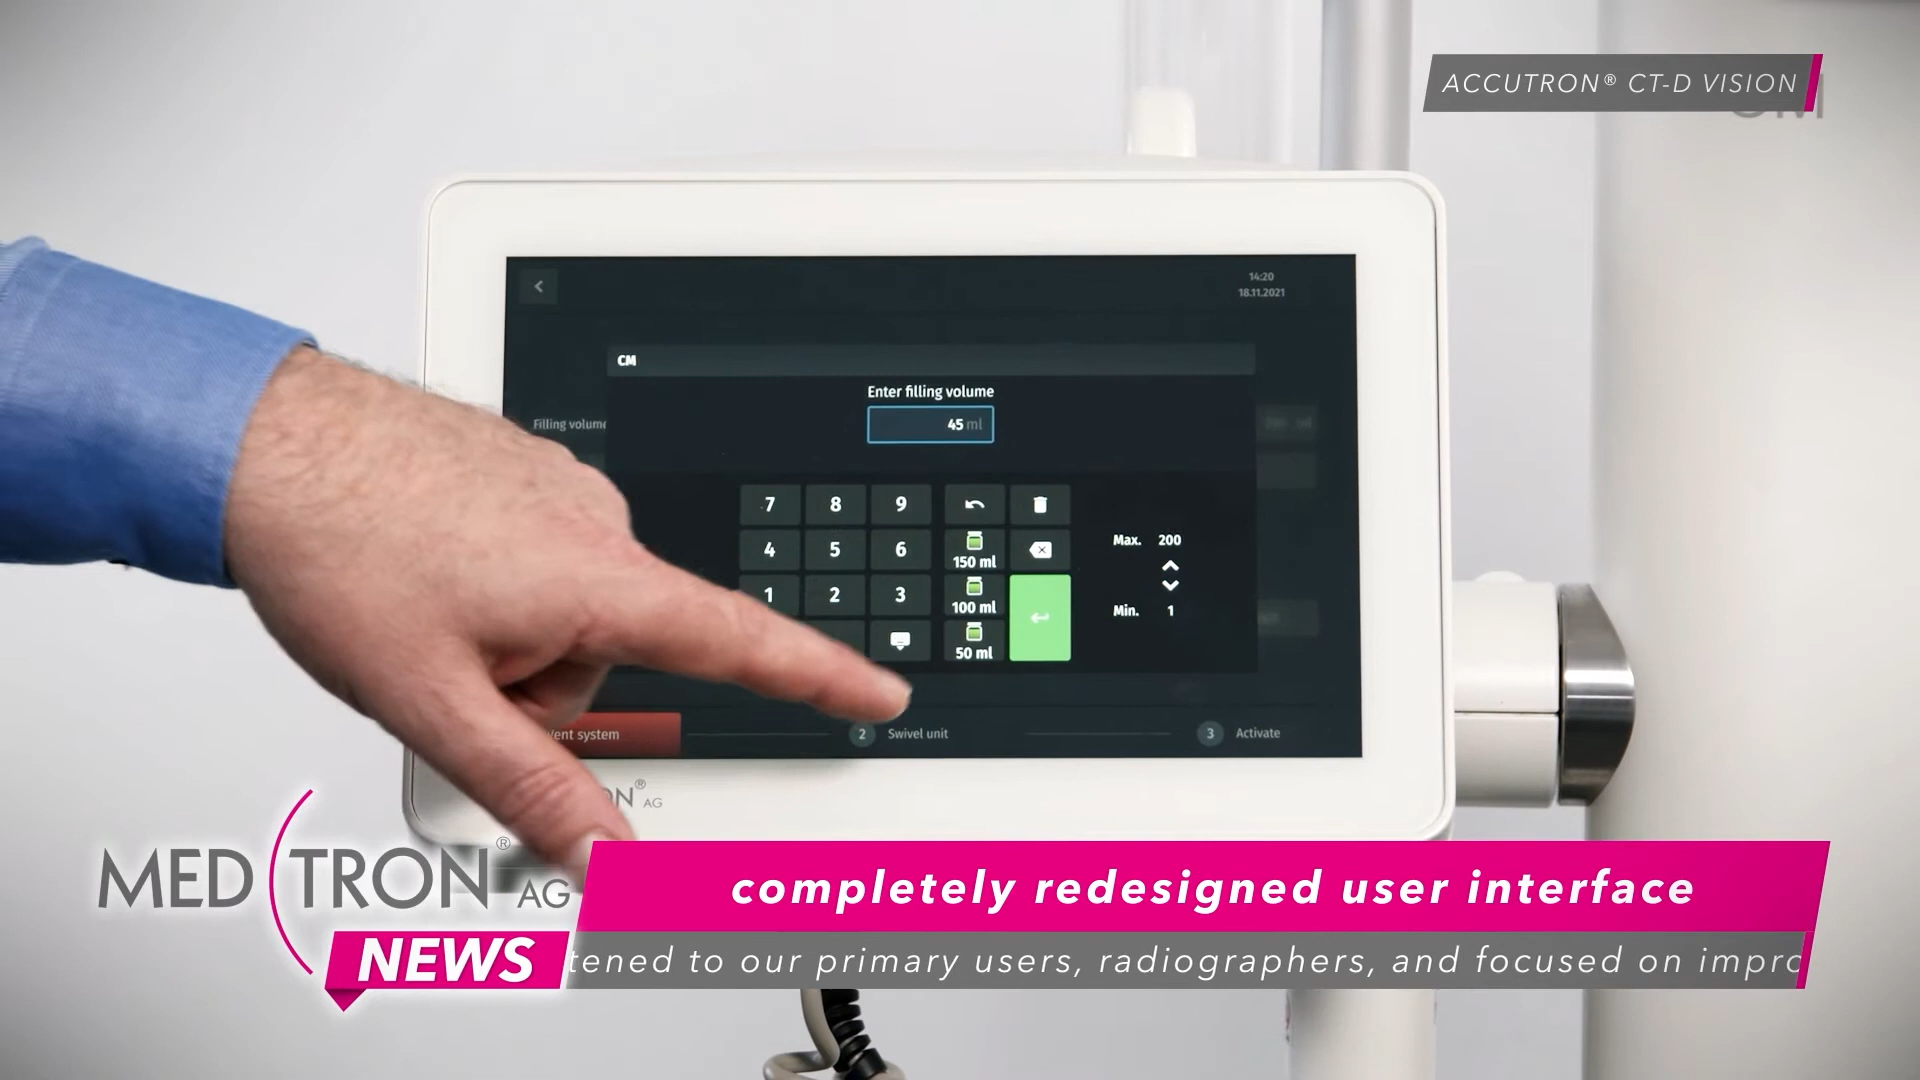 ACCUTRON® CT-D VISION
14:20
18.11.2021
CM
Enter filling volume
45 ml
Filling volume
7 8 9
4 5 6 150 ml
1 2 3 100 ml
50 ml
Max. 200
Min. 1
Vent system
2 Swivel unit
3 Activate
ON® AG
MEDTRON® AG
NEWS
completely redesigned user interface
tened to our primary users, radiographers, and focused on impro